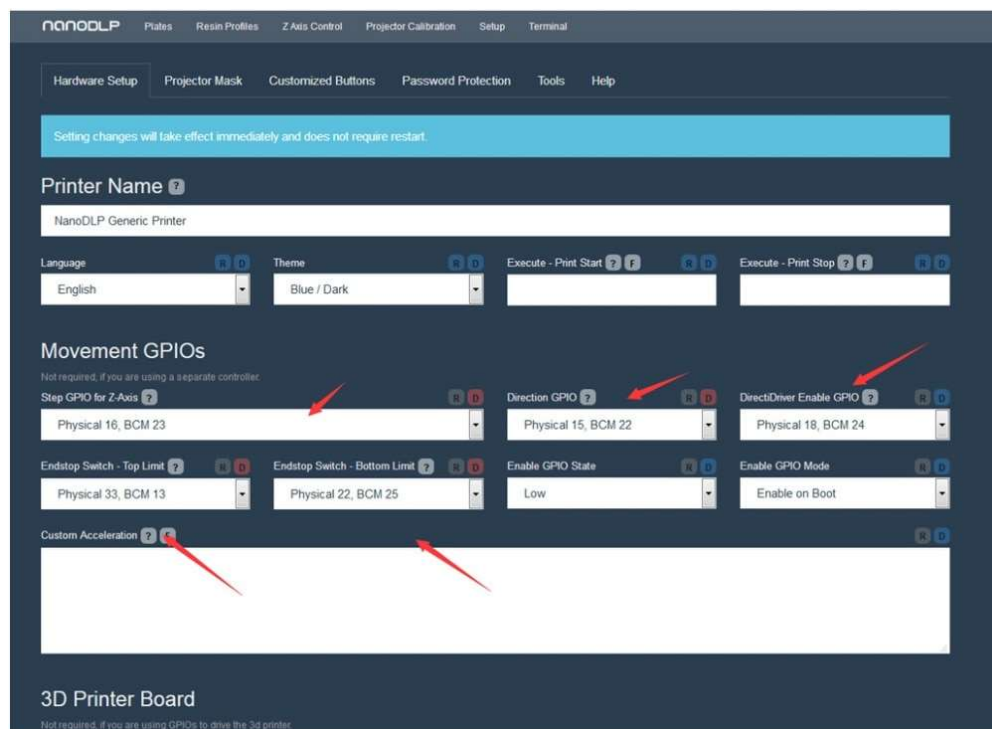 nanoDLP Plates Resin Profiles Z Axis Control Projector Calibration Setup Terminal
Hardware Setup Projector Mask Customized Buttons Password Protection Tools Help
Setting changes will take effect immediately and does not require restart.
Printer Name ?
NanoDLP Generic Printer
Language R D Theme R D Execute - Print Start ? F R D Execute - Print Stop ? F R D
English Blue / Dark
Movement GPIOs
Not required, if you are using a separate controller.
Step GPIO for Z-Axis ? R D Direction GPIO ? R D DirectiDriver Enable GPIO ? R D
Physical 16, BCM 23 Physical 15, BCM 22 Physical 18, BCM 24
Endstop Switch - Top Limit ? R D Endstop Switch - Bottom Limit ? R D Enable GPIO State R D Enable GPIO Mode R D
Physical 33, BCM 13 Physical 22, BCM 25 Low Enable on Boot
Custom Acceleration ? F R D
3D Printer Board
Not required, if you are using GPIOs to drive the 3d printer.